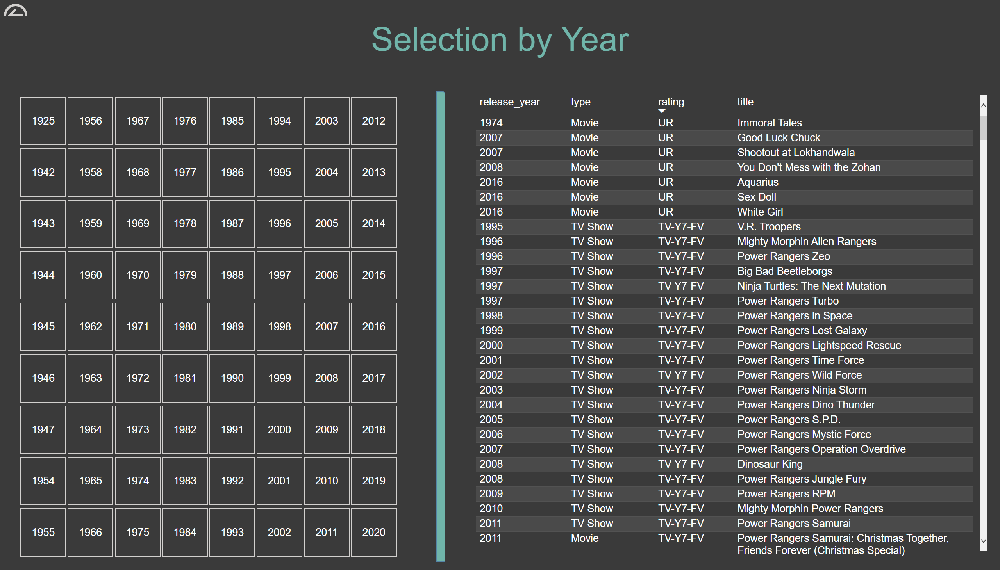 Selection by Year
1925 1956 1967 1976 1985 1994 2003 2012
1942 1958 1968 1977 1986 1995 2004 2013
1943 1959 1969 1978 1987 1996 2005 2014
1944 1960 1970 1979 1988 1997 2006 2015
1945 1962 1971 1980 1989 1998 2007 2016
1946 1963 1972 1981 1990 1999 2008 2017
1947 1964 1973 1982 1991 2000 2009 2018
1954 1965 1974 1983 1992 2001 2010 2019
1955 1966 1975 1984 1993 2002 2011 2020
release_year type rating title
1974 Movie UR Immoral Tales
2007 Movie UR Good Luck Chuck
2007 Movie UR Shootout at Lokhandwala
2008 Movie UR You Don't Mess with the Zohan
2016 Movie UR Aquarius
2016 Movie UR Sex Doll
2016 Movie UR White Girl
1995 TV Show TV-Y7-FV V.R. Troopers
1996 TV Show TV-Y7-FV Mighty Morphin Alien Rangers
1996 TV Show TV-Y7-FV Power Rangers Zeo
1997 TV Show TV-Y7-FV Big Bad Beetleborgs
1997 TV Show TV-Y7-FV Ninja Turtles: The Next Mutation
1997 TV Show TV-Y7-FV Power Rangers Turbo
1998 TV Show TV-Y7-FV Power Rangers in Space
1999 TV Show TV-Y7-FV Power Rangers Lost Galaxy
2000 TV Show TV-Y7-FV Power Rangers Lightspeed Rescue
2001 TV Show TV-Y7-FV Power Rangers Time Force
2002 TV Show TV-Y7-FV Power Rangers Wild Force
2003 TV Show TV-Y7-FV Power Rangers Ninja Storm
2004 TV Show TV-Y7-FV Power Rangers Dino Thunder
2005 TV Show TV-Y7-FV Power Rangers S.P.D.
2006 TV Show TV-Y7-FV Power Rangers Mystic Force
2007 TV Show TV-Y7-FV Power Rangers Operation Overdrive
2008 TV Show TV-Y7-FV Dinosaur King
2008 TV Show TV-Y7-FV Power Rangers Jungle Fury
2009 TV Show TV-Y7-FV Power Rangers RPM
2010 TV Show TV-Y7-FV Mighty Morphin Power Rangers
2011 TV Show TV-Y7-FV Power Rangers Samurai
2011 Movie TV-Y7-FV Power Rangers Samurai: Christmas Together,
Friends Forever (Christmas Special)